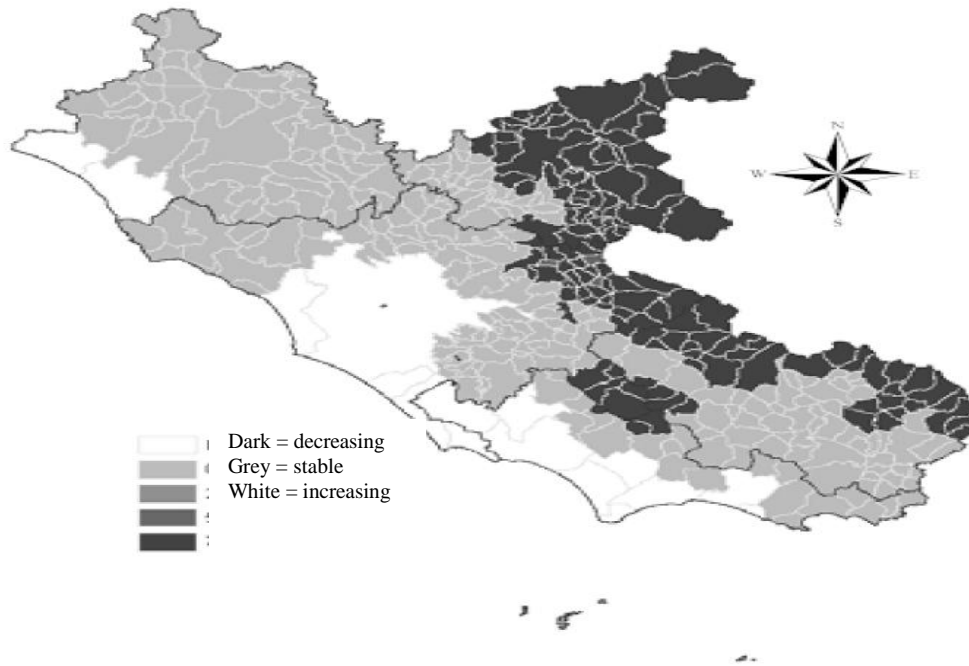 N
W E
S
Dark = decreasing
Grey = stable
White = increasing